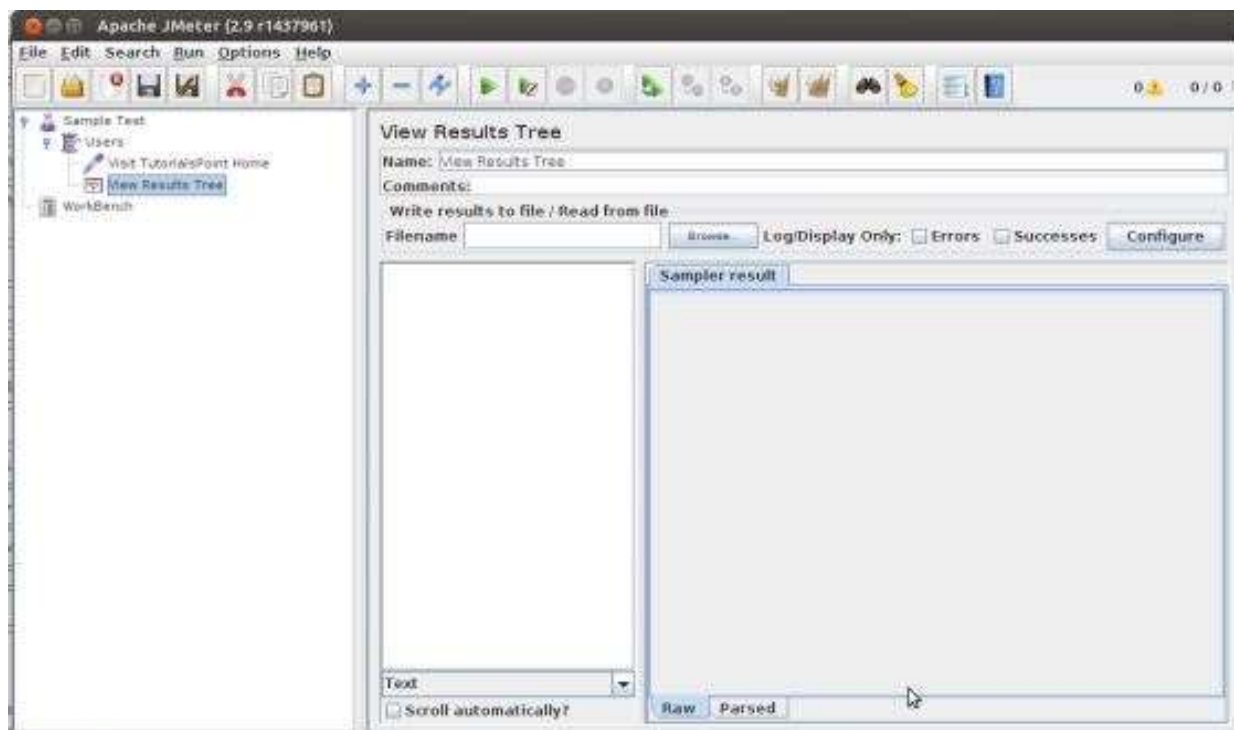 Apache JMeter (2.9 r1437961)
File Edit Search Run Options Help
0 0 / 0
Sample Test
Users
Visit TutorialsPoint Home
View Results Tree
WorkBench
View Results Tree
Name: View Results Tree
Comments:
Write results to file / Read from file
Filename Browse... Log/Display Only: Errors Successes Configure
Sampler result
Text
Scroll automatically?
Raw Parsed